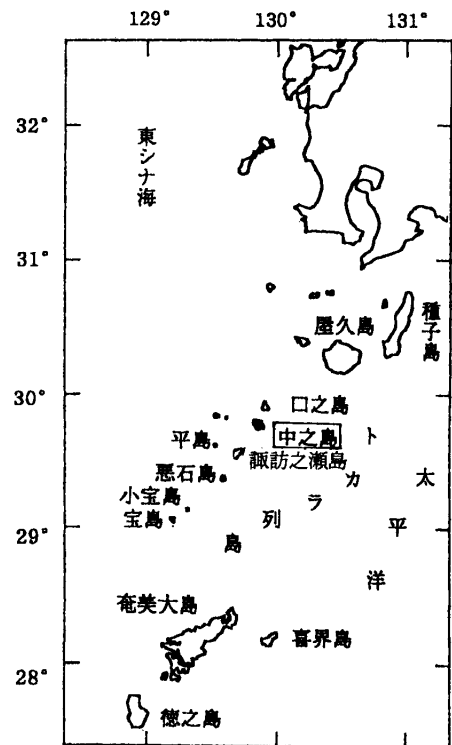 129° 130° 131°
32°
東シナ海
31°
屋久島
種子島
30°
口之島
中之島
平島
諏訪之瀬島
悪石島
小宝島
宝島
トカラ列島
太平洋
29°
奄美大島
喜界島
28°
徳之島